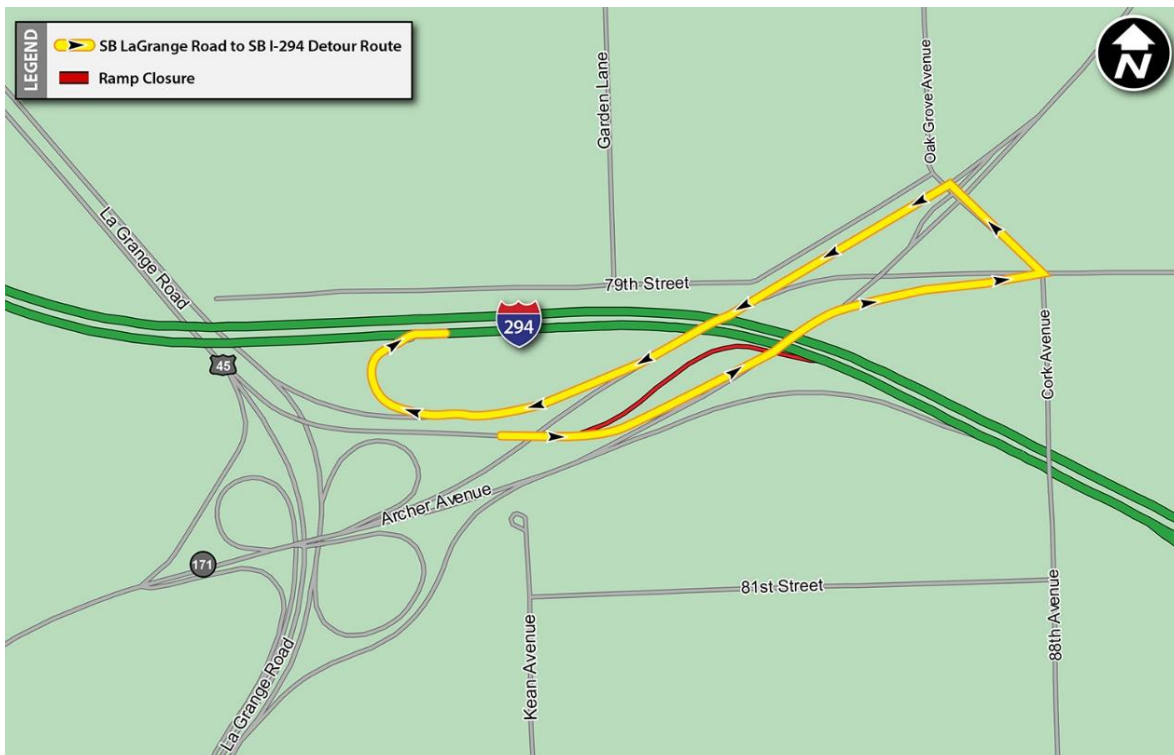 LEGEND
SB LaGrange Road to SB I-294 Detour Route
Ramp Closure
N
Garden Lane
Oak Grove Avenue
La Grange Road
79th Street
294
45
Cork Avenue
Archer Avenue
171
81st Street
Kean Avenue
88th Avenue
La Grange Road